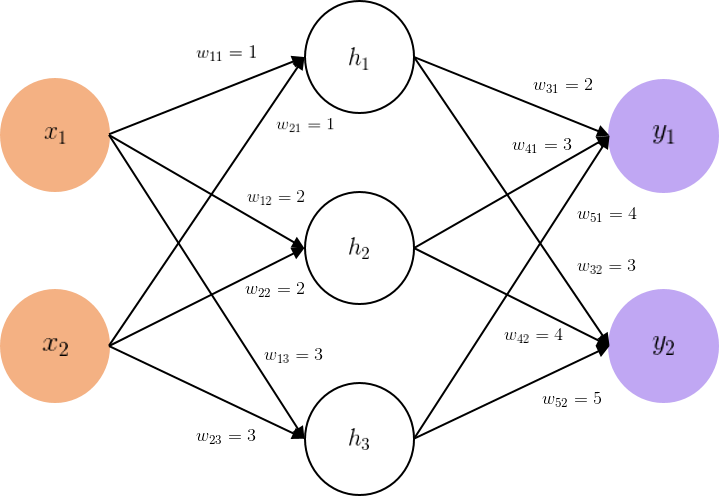 w₁₁ = 1
h₁
w₃₁ = 2
x₁
w₂₁ = 1
y₁
w₄₁ = 3
w₁₂ = 2
w₅₁ = 4
h₂
w₃₂ = 3
w₂₂ = 2
x₂
w₄₂ = 4
y₂
w₁₃ = 3
w₅₂ = 5
w₂₃ = 3
h₃